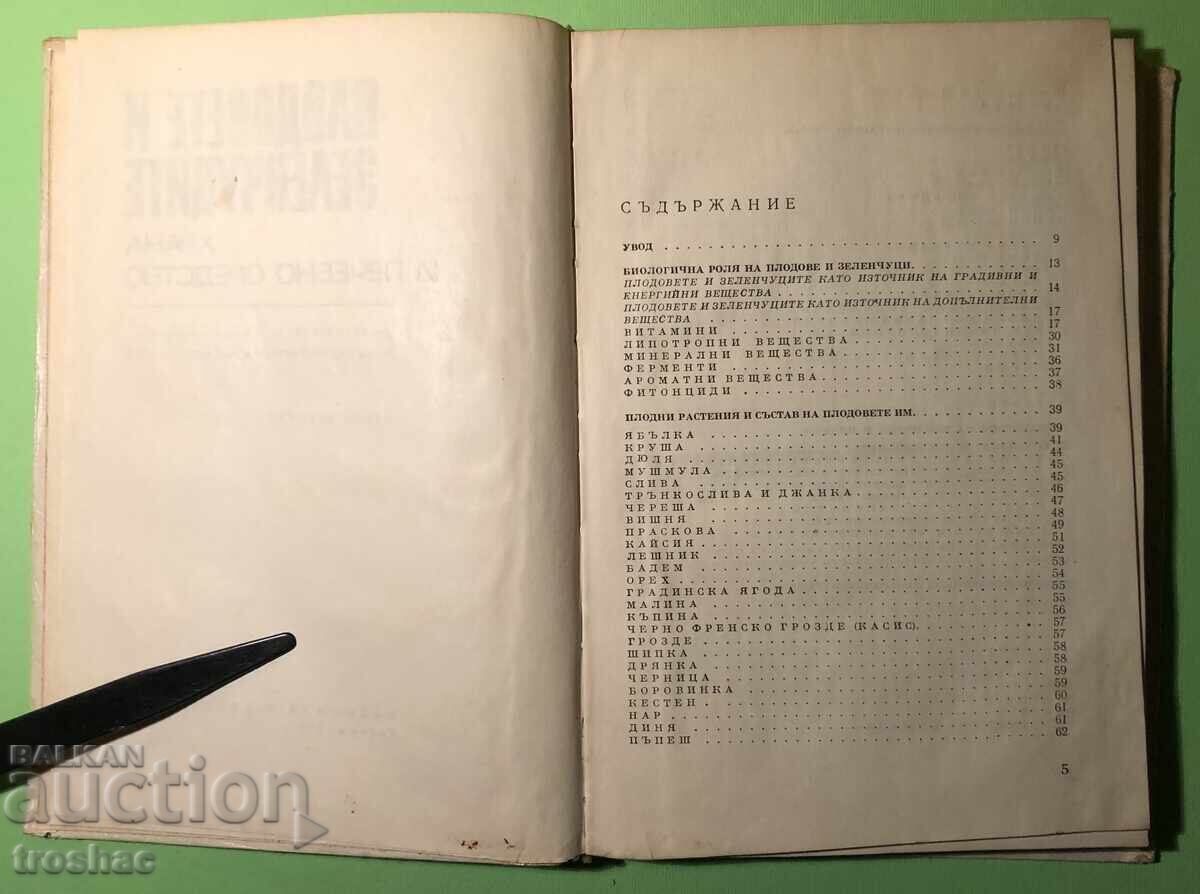 СЪДЪРЖАНИЕ
УВОД . . . 9
БИОЛОГИЧНА РОЛЯ НА ПЛОДОВЕ И ЗЕЛЕНЧУЦИ. . . . 13
ПЛОДОВЕТЕ И ЗЕЛЕНЧУЦИТЕ КАТО ИЗТОЧНИК НА ГРАДИВНИ И
ЕНЕРГИЙНИ ВЕЩЕСТВА . . . 14
ПЛОДОВЕТЕ И ЗЕЛЕНЧУЦИТЕ КАТО ИЗТОЧНИК НА ДОПЪЛНИТЕЛНИ
ВЕЩЕСТВА . . . 17
ВИТАМИНИ . . . 17
ЛИПОТРОПНИ ВЕЩЕСТВА . . . 30
МИНЕРАЛНИ ВЕЩЕСТВА . . . 31
ФЕРМЕНТИ . . . 36
АРОМАТНИ ВЕЩЕСТВА . . . 37
ФИТОНЦИДИ . . . 38
ПЛОДНИ РАСТЕНИЯ И СЪСТАВ НА ПЛОДОВЕТЕ ИМ. . . . 39
ЯБЪЛКА . . . 39
КРУША . . . 41
ДЮЛЯ . . . 44
МУШМУЛА . . . 45
СЛИВА . . . 45
ТРЪНКОСЛИВА И ДЖАНКА . . . 46
ЧЕРЕША . . . 47
ВИШНЯ . . . 48
ПРАСКОВА . . . 49
КАЙСИЯ . . . 51
ЛЕШНИК . . . 52
БАДЕМ . . . 53
ОРЕХ . . . 54
ГРАДИНСКА ЯГОДА . . . 55
МАЛИНА . . . 55
КЪПИНА . . . 56
ЧЕРНО ФРЕНСКО ГРОЗДЕ (КАСИС). . . . 57
ГРОЗДЕ . . . 57
ШИПКА . . . 58
ДРЯНКА . . . 58
ЧЕРНИЦА . . . 59
БОРОВИНКА . . . 59
КЕСТЕН . . . 60
НАР . . . 61
ДИНЯ . . . 61
ПЪПЕШ . . . 62
5
BALKAN
auction
troshac